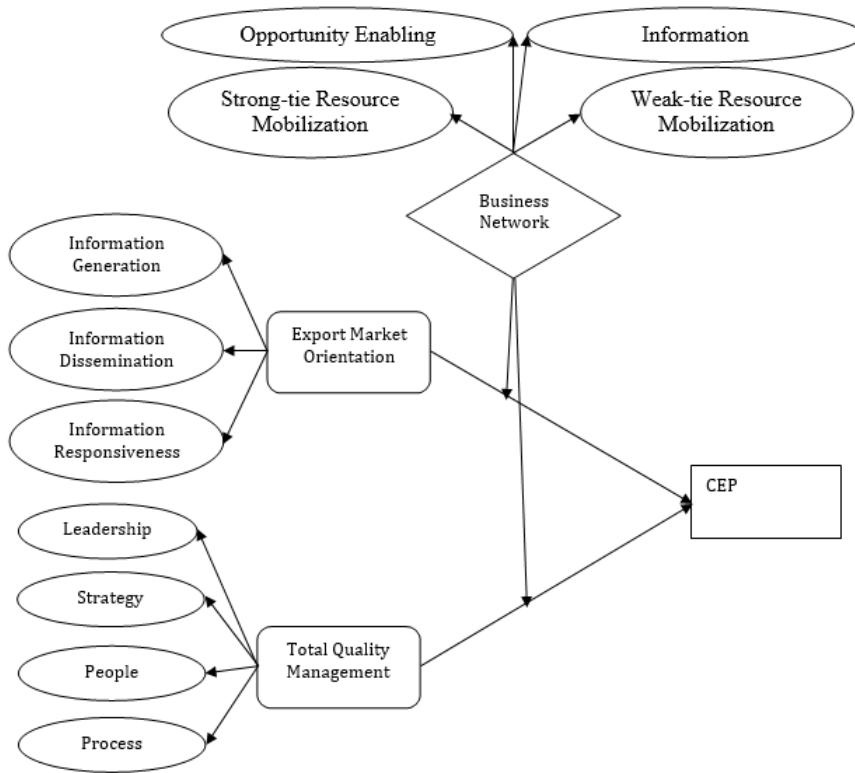 Opportunity Enabling
Information
Strong-tie Resource
Mobilization
Weak-tie Resource
Mobilization
Business
Network
Information
Generation
Export Market
Orientation
Information
Dissemination
Information
Responsiveness
CEP
Leadership
Strategy
Total Quality
Management
People
Process